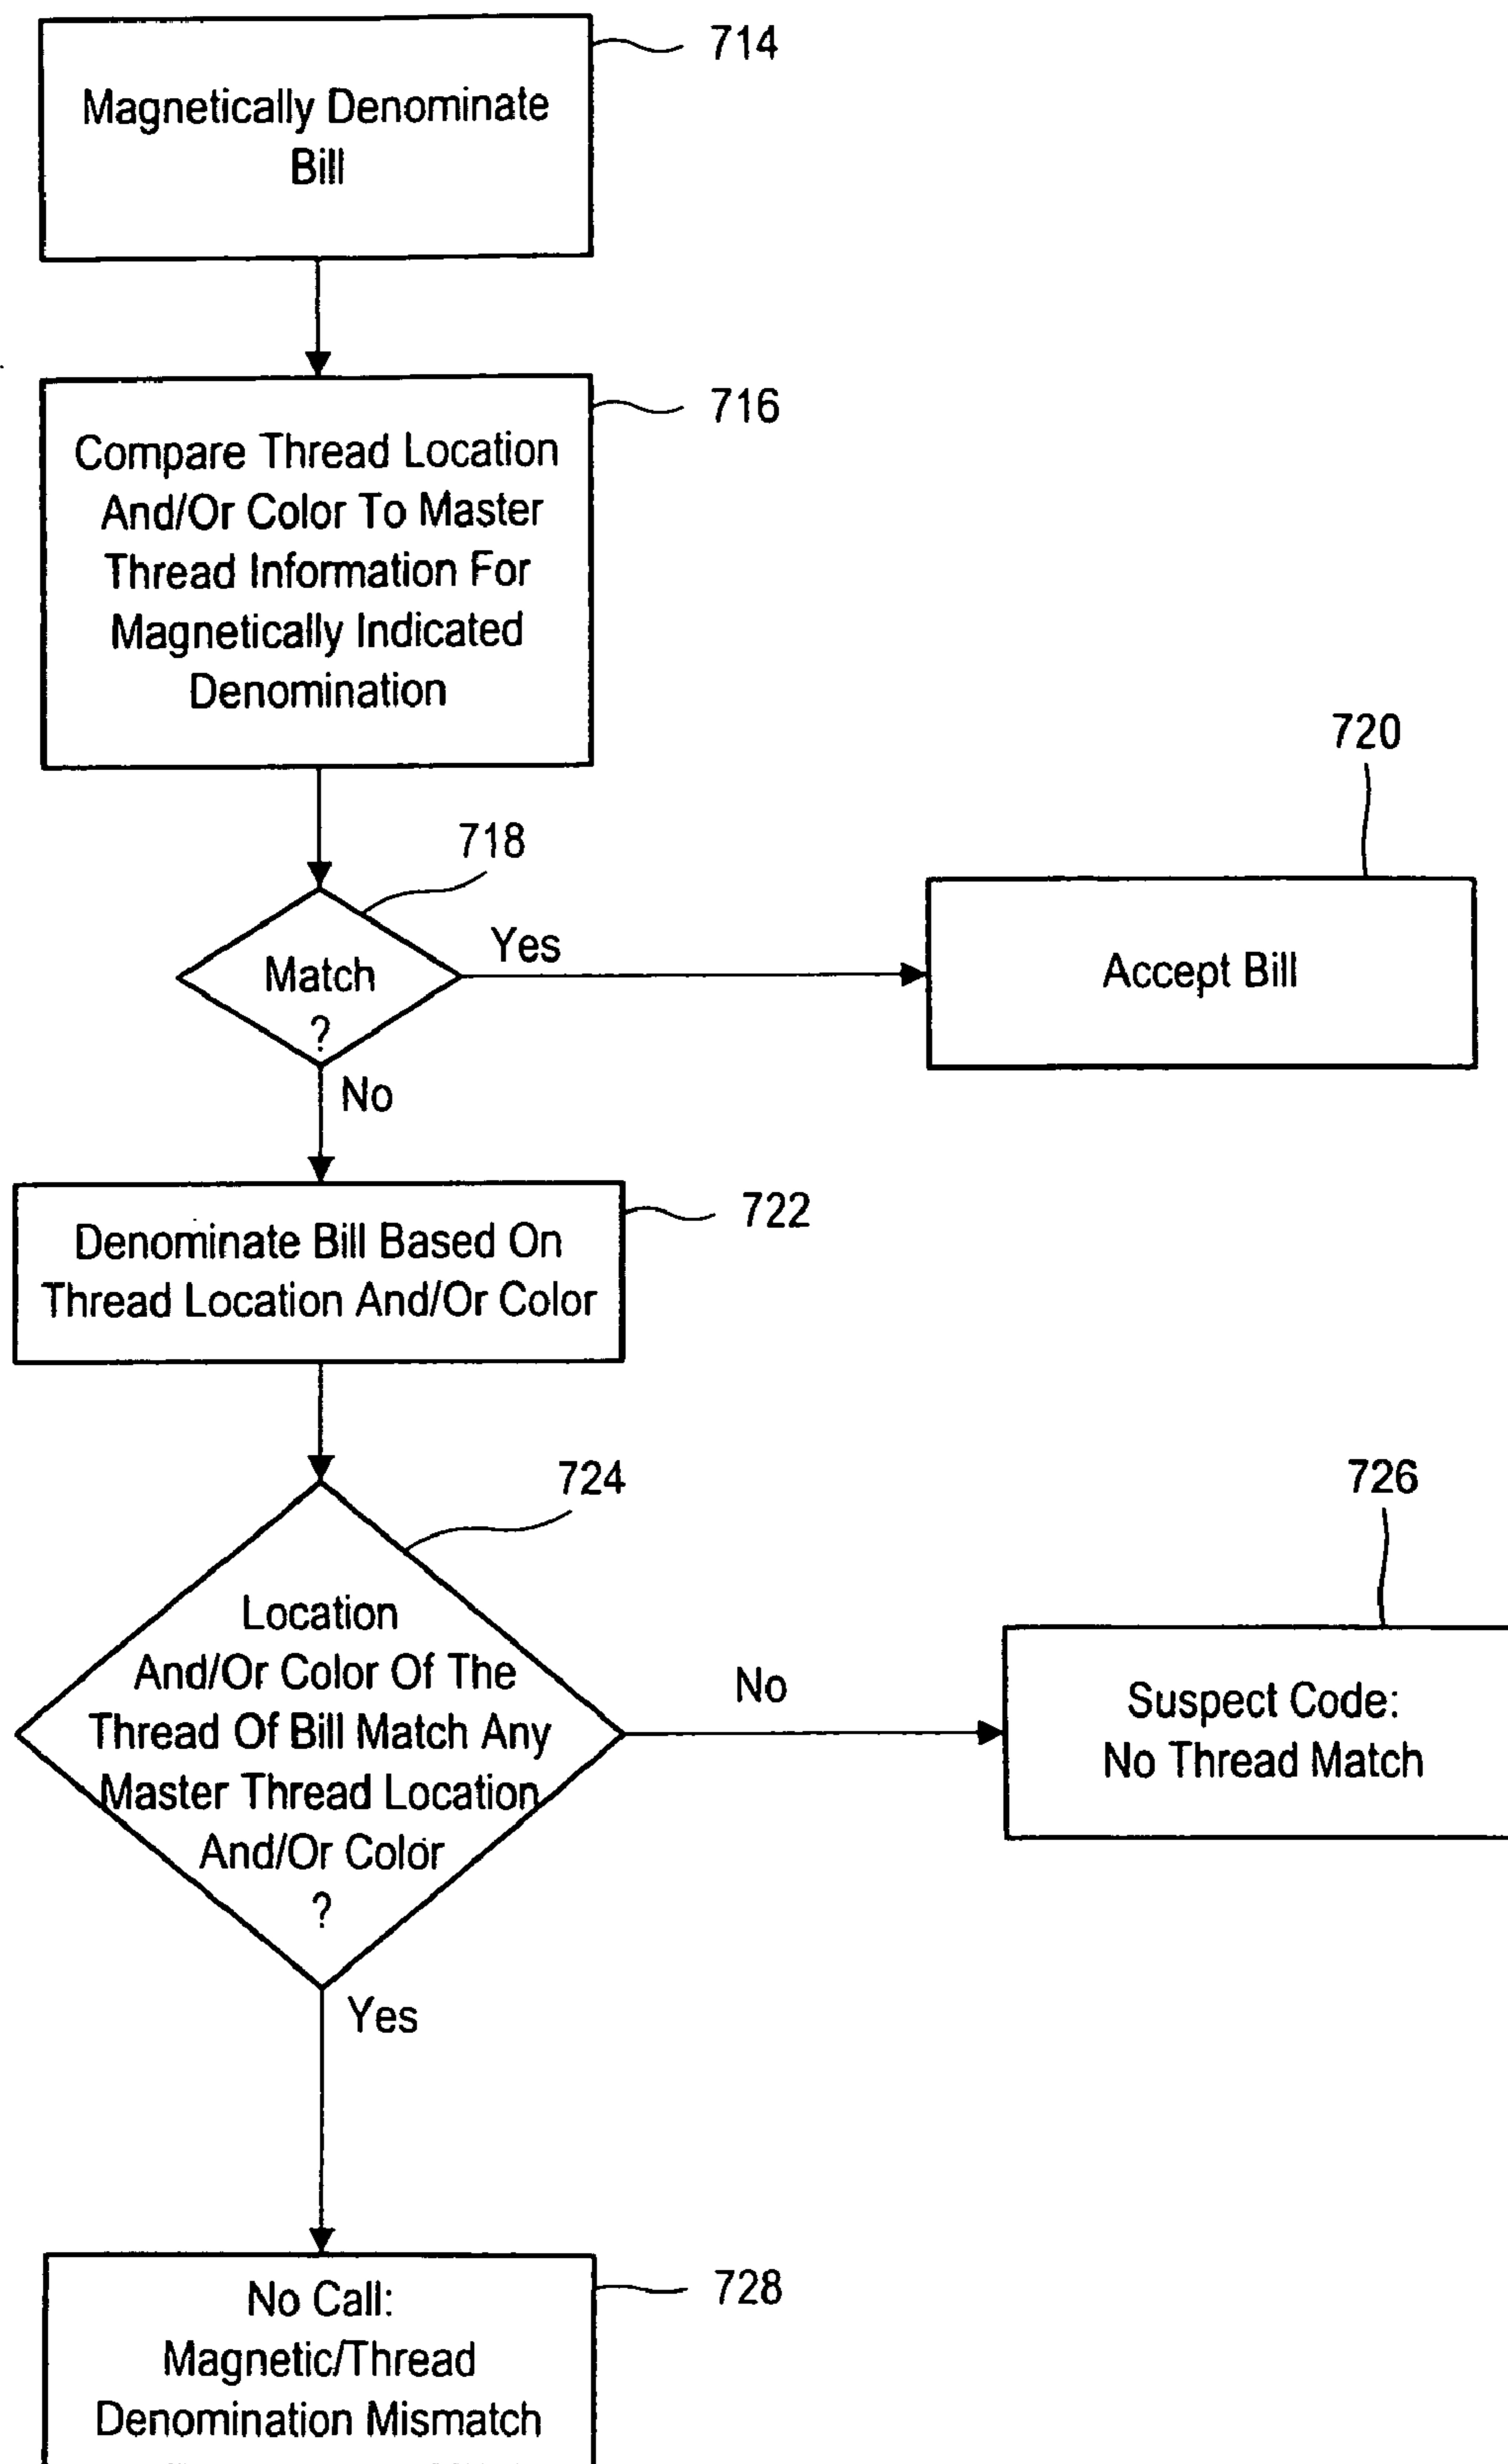 714
Magnetically Denominate
Bill
716
Compare Thread Location
And/Or Color To Master
Thread Information For
Magnetically Indicated
Denomination
720
718
Yes
Match
?
Accept Bill
No
722
Denominate Bill Based On
Thread Location And/Or Color
724
726
Location
And/Or Color Of The
Thread Of Bill Match Any
Master Thread Location
And/Or Color
?
No
Suspect Code:
No Thread Match
Yes
728
No Call:
Magnetic/Thread
Denomination Mismatch